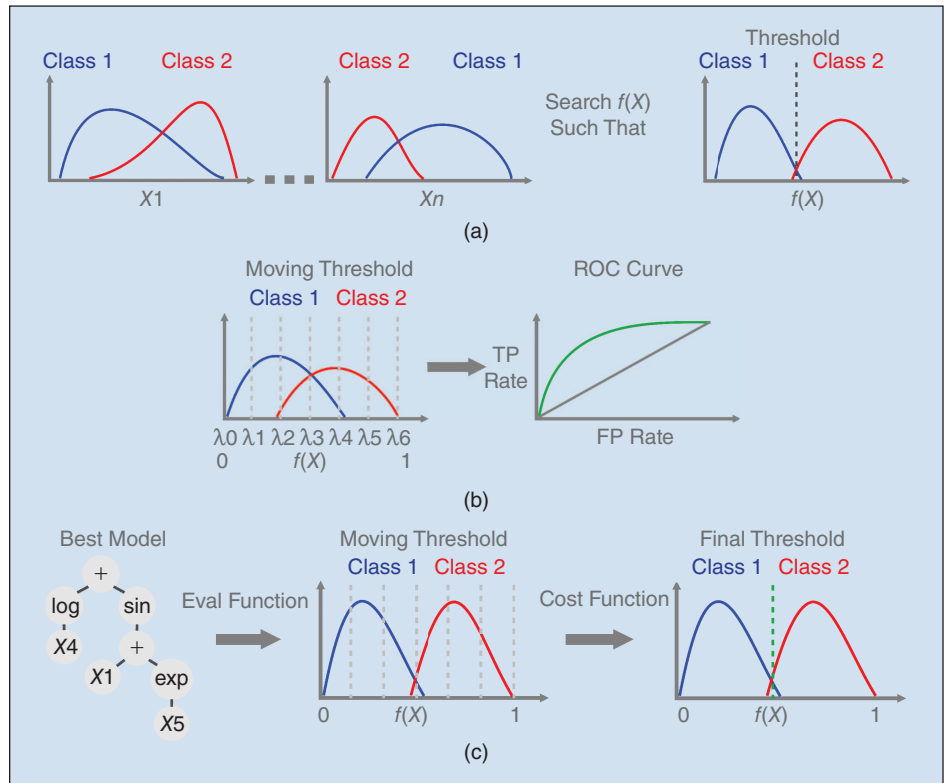 Class 1 Class 2
X1
Class 2 Class 1
Xn
Search f(X)
Such That
Threshold
Class 1 Class 2
f(X)
(a)
Moving Threshold
Class 1 Class 2
λ0 λ1 λ2 λ3 λ4 λ5 λ6
0 f(X) 1
ROC Curve
TP
Rate
FP Rate
(b)
Best Model
+
log sin
X4 +
X1 exp
X5
Eval Function
Moving Threshold
Class 1 Class 2
0 f(X) 1
Cost Function
Final Threshold
Class 1 Class 2
0 f(X) 1
(c)